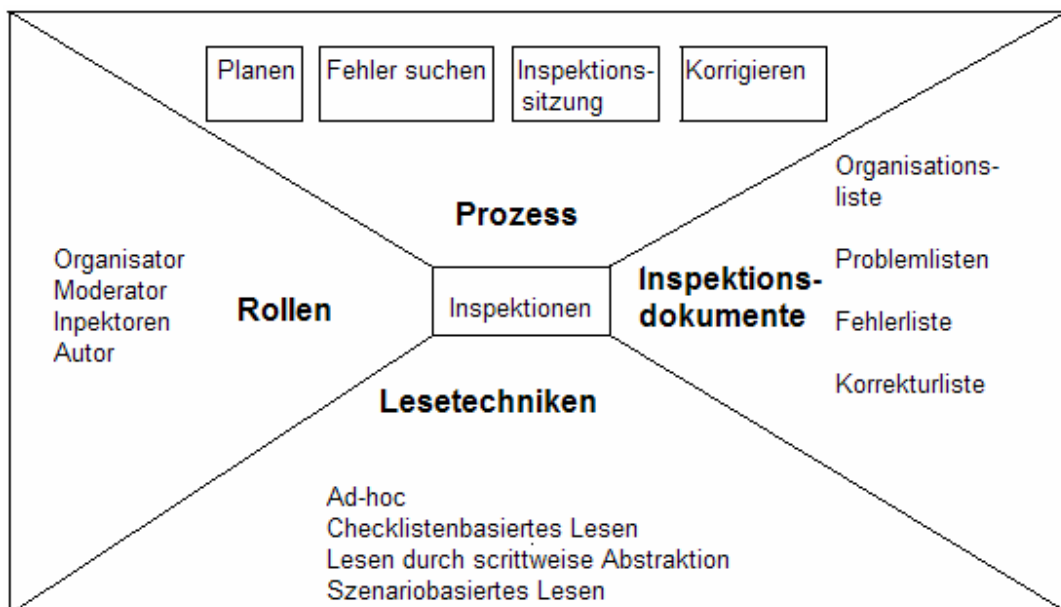 Planen
Fehler suchen
Inspektions-
sitzung
Korrigieren
Prozess
Organisator
Moderator
Inpektoren
Autor
Rollen
Inspektionen
Inspektions-
dokumente
Organisations-
liste
Problemlisten
Fehlerliste
Korrekturliste
Lesetechniken
Ad-hoc
Checklistenbasiertes Lesen
Lesen durch scrittweise Abstraktion
Szenariobasiertes Lesen